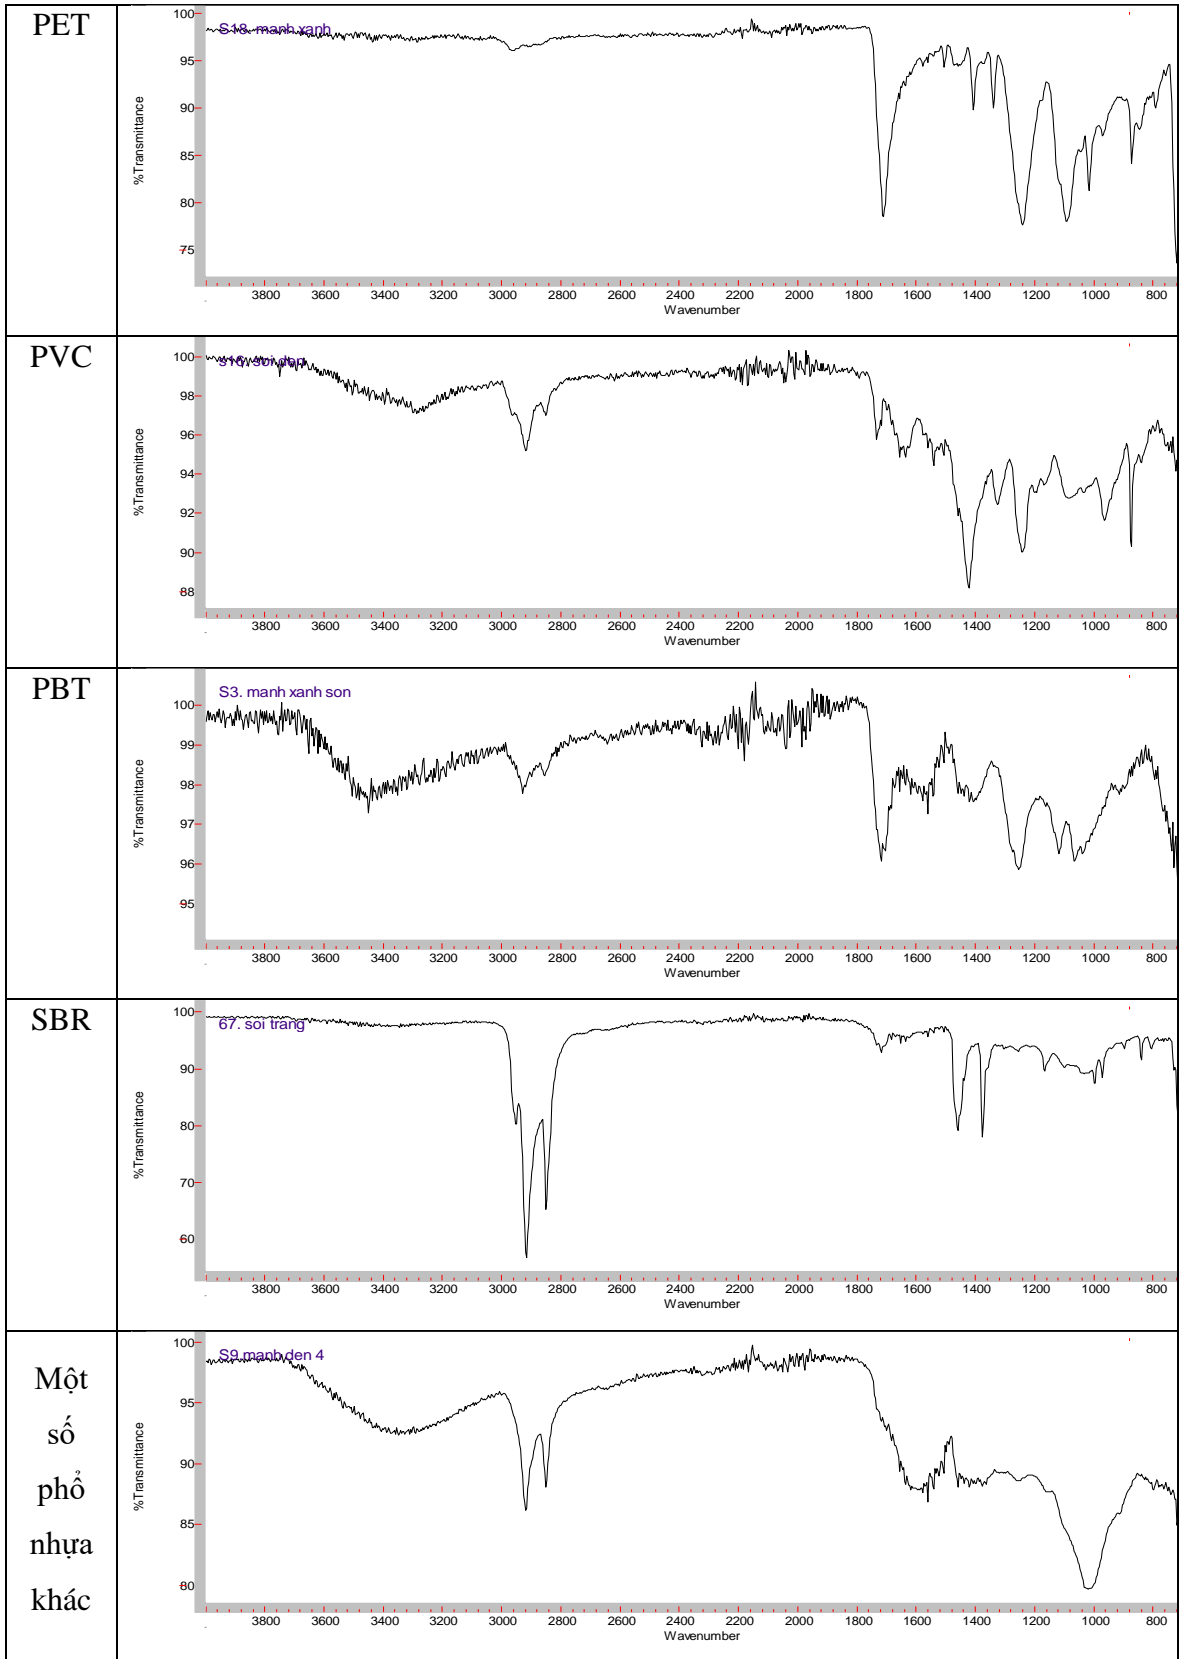 PET
S18. manh xanh
%Transmittance
100
95
90
85
80
75
3800 3600 3400 3200 3000 2800 2600 2400 2200 2000 1800 1600 1400 1200 1000 800
Wavenumber
PVC
s16. soi den
%Transmittance
100
98
96
94
92
90
88
3800 3600 3400 3200 3000 2800 2600 2400 2200 2000 1800 1600 1400 1200 1000 800
Wavenumber
PBT
S3. manh xanh son
%Transmittance
100
99
98
97
96
95
3800 3600 3400 3200 3000 2800 2600 2400 2200 2000 1800 1600 1400 1200 1000 800
Wavenumber
SBR
67. soi trang
%Transmittance
100
90
80
70
60
3800 3600 3400 3200 3000 2800 2600 2400 2200 2000 1800 1600 1400 1200 1000 800
Wavenumber
Một
số
phổ
nhựa
khác
S9.manh den 4
%Transmittance
100
95
90
85
80
3800 3600 3400 3200 3000 2800 2600 2400 2200 2000 1800 1600 1400 1200 1000 800
Wavenumber